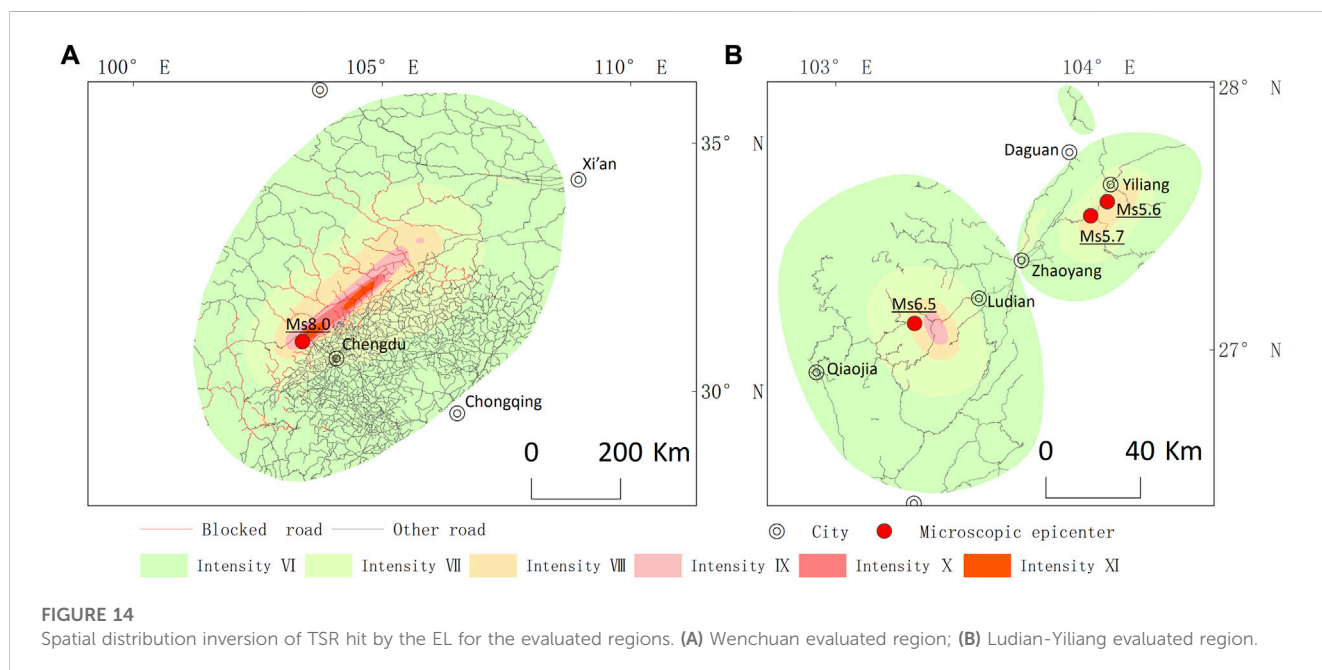 A
B
100° E
105° E
110° E
103° E
104° E
28° N
35° N
Xi'an
Daguan
Yiliang
Ms5.6
Ms5.7
Zhaoyang
Ms8.0
Chengdu
Ms6.5
Ludian
27° N
Qiaojia
30° N
Chongqing
0 200 Km
0 40 Km
Blocked road Other road City Microscopic epicenter
Intensity Ⅵ Intensity Ⅶ Intensity Ⅷ Intensity Ⅸ Intensity Ⅹ Intensity Ⅺ
FIGURE 14
Spatial distribution inversion of TSR hit by the EL for the evaluated regions. (A) Wenchuan evaluated region; (B) Ludian-Yiliang evaluated region.